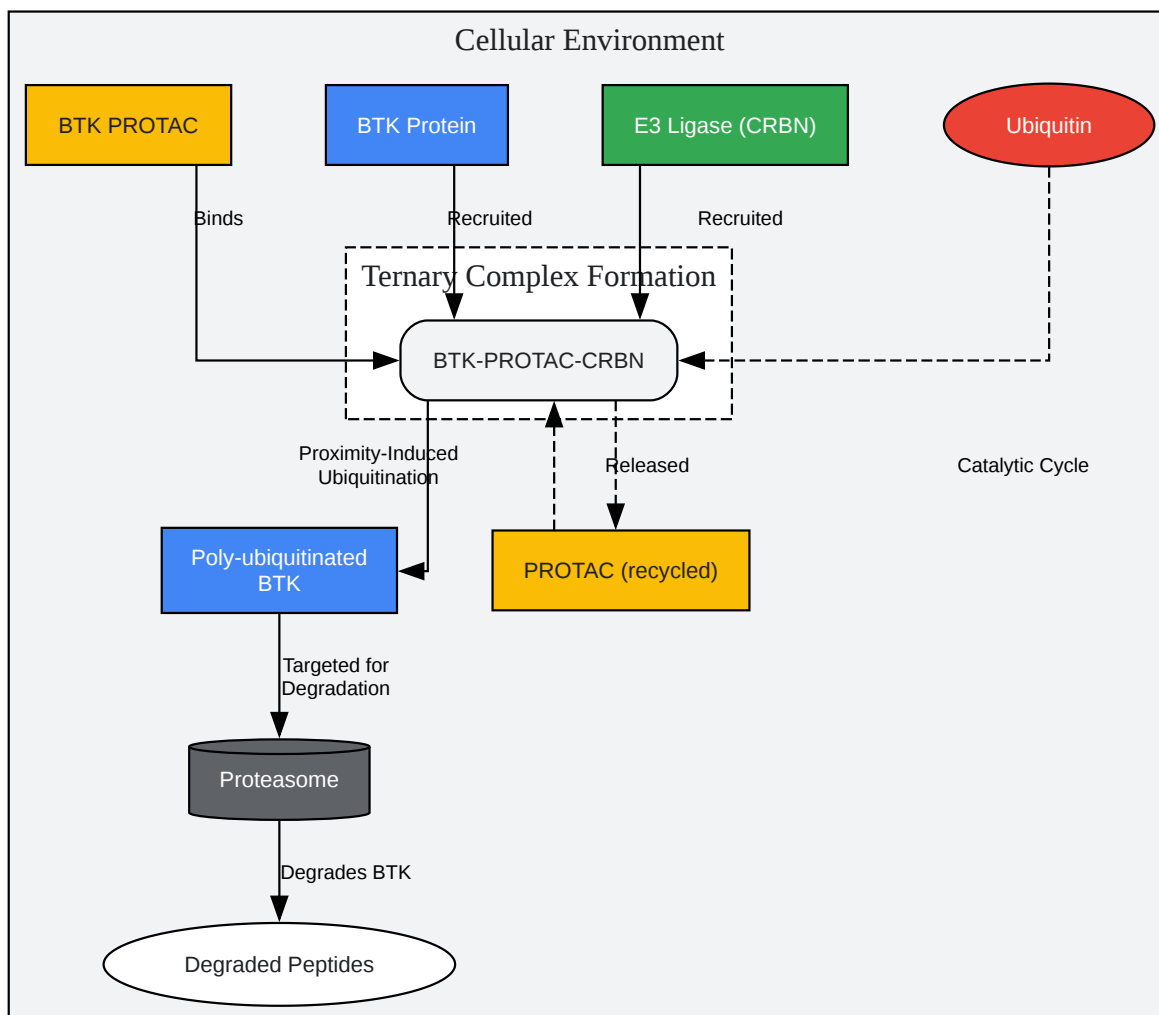 Cellular Environment
BTK PROTAC
BTK Protein
E3 Ligase (CRBN)
Ubiquitin
Binds
Recruited
Recruited
Ternary Complex Formation
BTK-PROTAC-CRBN
Proximity-Induced
Ubiquitination
Released
Catalytic Cycle
Poly-ubiquitinated
BTK
PROTAC (recycled)
Targeted for
Degradation
Proteasome
Degrades BTK
Degraded Peptides